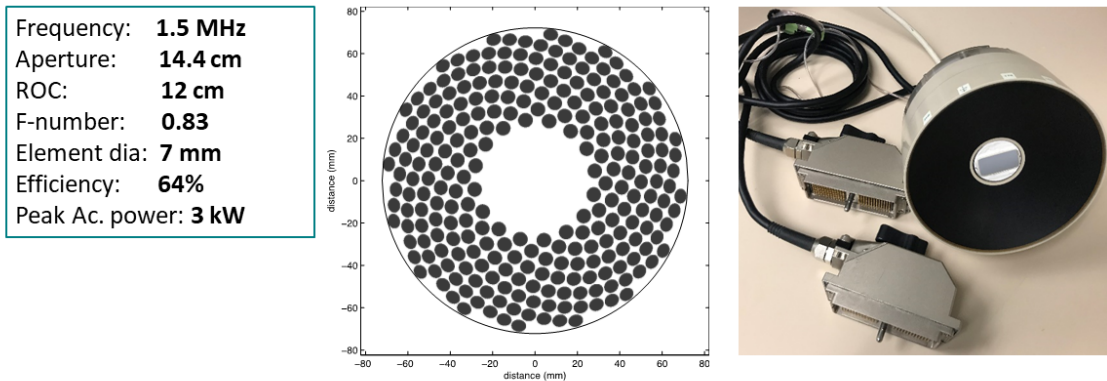 Frequency: 1.5 MHz
Aperture: 14.4 cm
ROC: 12 cm
F-number: 0.83
Element dia: 7 mm
Efficiency: 64%
Peak Ac. power: 3 kW
80
60
40
20
0
−20
−40
−60
−80
distance (mm)
−80 −60 −40 −20 0 20 40 60 80
distance (mm)